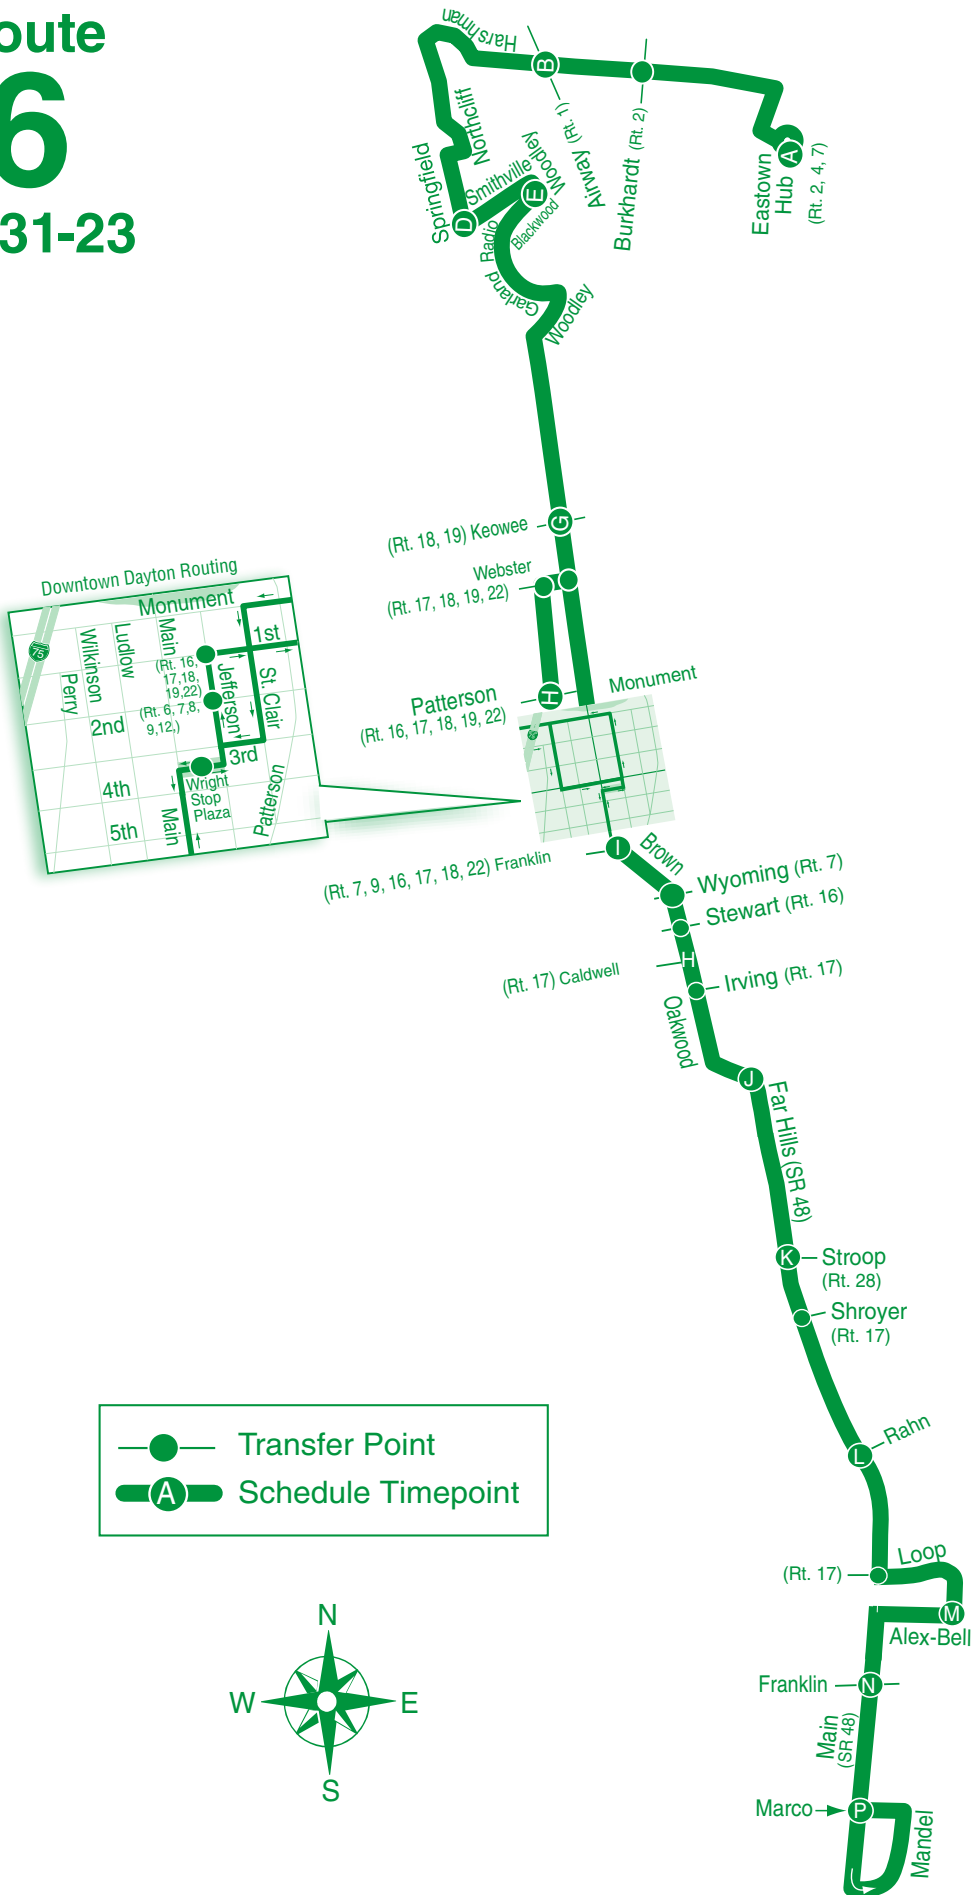 oute
6
31-23
Harshman
B
Northcliff
Springfield
Smithville
Woodley
D
E
Radio
Blackwood
Garland
Woodley
Airway (Rt. 1)
Burkhardt (Rt. 2)
A
Eastown
Hub
(Rt. 2, 4, 7)
G
(Rt. 18, 19) Keowee
Webster
(Rt. 17, 18, 19, 22)
H
Patterson
(Rt. 16, 17, 18, 19, 22)
Monument
Downtown Dayton Routing
Monument
75
1st
Main
Ludlow
Wilkinson
Perry
(Rt. 16,
17,18,
19,22)
(Rt. 6, 7,8,
9,12,)
Jefferson
St. Clair
2nd
3rd
4th
5th
Wright
Stop
Plaza
Main
Patterson
I
Brown
(Rt. 7, 9, 16, 17, 18, 22) Franklin
Wyoming (Rt. 7)
Stewart (Rt. 16)
H
(Rt. 17) Caldwell
Irving (Rt. 17)
Oakwood
J
Far Hills (SR 48)
K
Stroop
(Rt. 28)
Shroyer
(Rt. 17)
L
Rahn
Transfer Point
A
Schedule Timepoint
(Rt. 17)
Loop
M
Alex-Bell
Franklin
N
Main
(SR 48)
Marco
P
Mandel
N
W
E
S